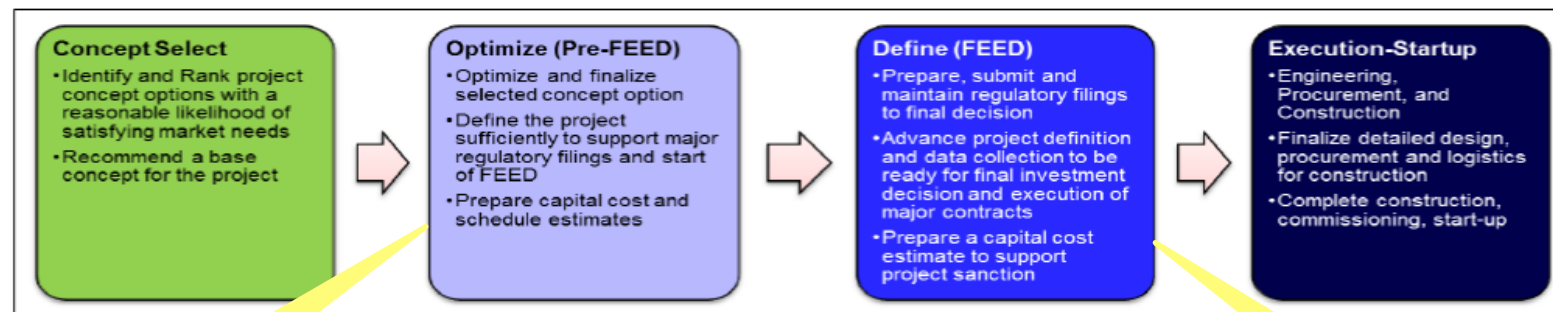 Concept Select
•Identify and Rank project
concept options with a
reasonable likelihood of
satisfying market needs
•Recommend a base
concept for the project
Optimize (Pre-FEED)
•Optimize and finalize
selected concept option
•Define the project
sufficiently to support major
regulatory filings and start
of FEED
•Prepare capital cost and
schedule estimates
Define (FEED)
•Prepare, submit and
maintain regulatory filings
to final decision
•Advance project definition
and data collection to be
ready for final investment
decision and execution of
major contracts
•Prepare a capital cost
estimate to support
project sanction
Execution-Startup
•Engineering,
Procurement, and
Construction
•Finalize detailed design,
procurement and logistics
for construction
•Complete construction,
commissioning, start-up